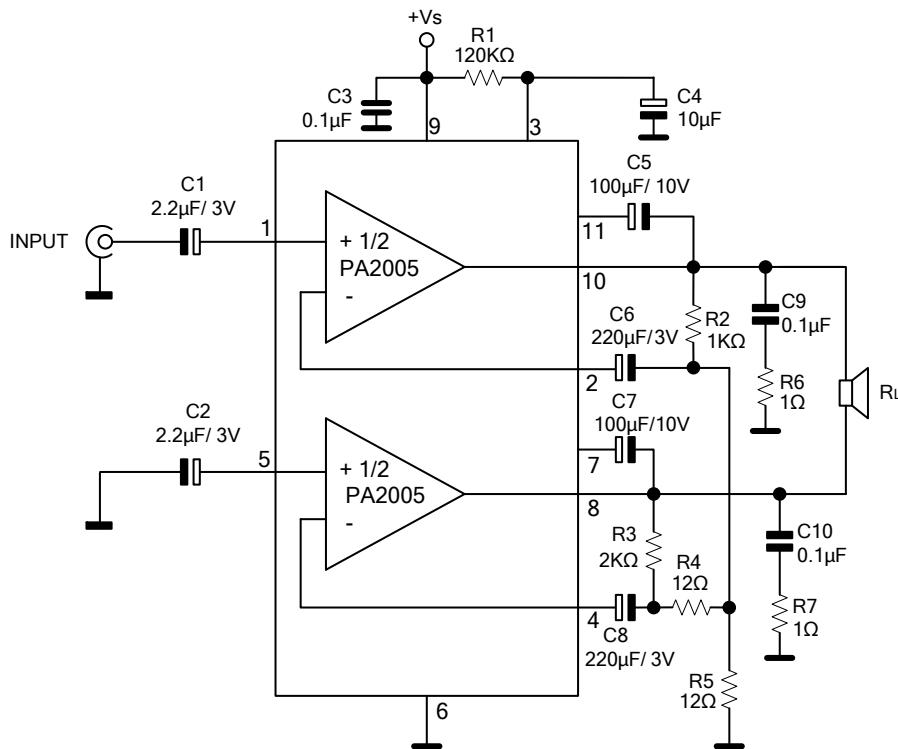 +Vs
R1
120KΩ
C3
0.1µF
9
3
C4
10µF
C5
100µF/ 10V
C1
2.2µF/ 3V
INPUT
1
11
+ 1/2
PA2005
-
10
C6
220µF/3V
R2
1KΩ
C9
0.1µF
2
R6
1Ω
RL
C7
100µF/10V
C2
2.2µF/ 3V
5
7
+ 1/2
PA2005
-
8
R3
2KΩ
R4
12Ω
C10
0.1µF
4
C8
220µF/ 3V
R7
1Ω
R5
12Ω
6